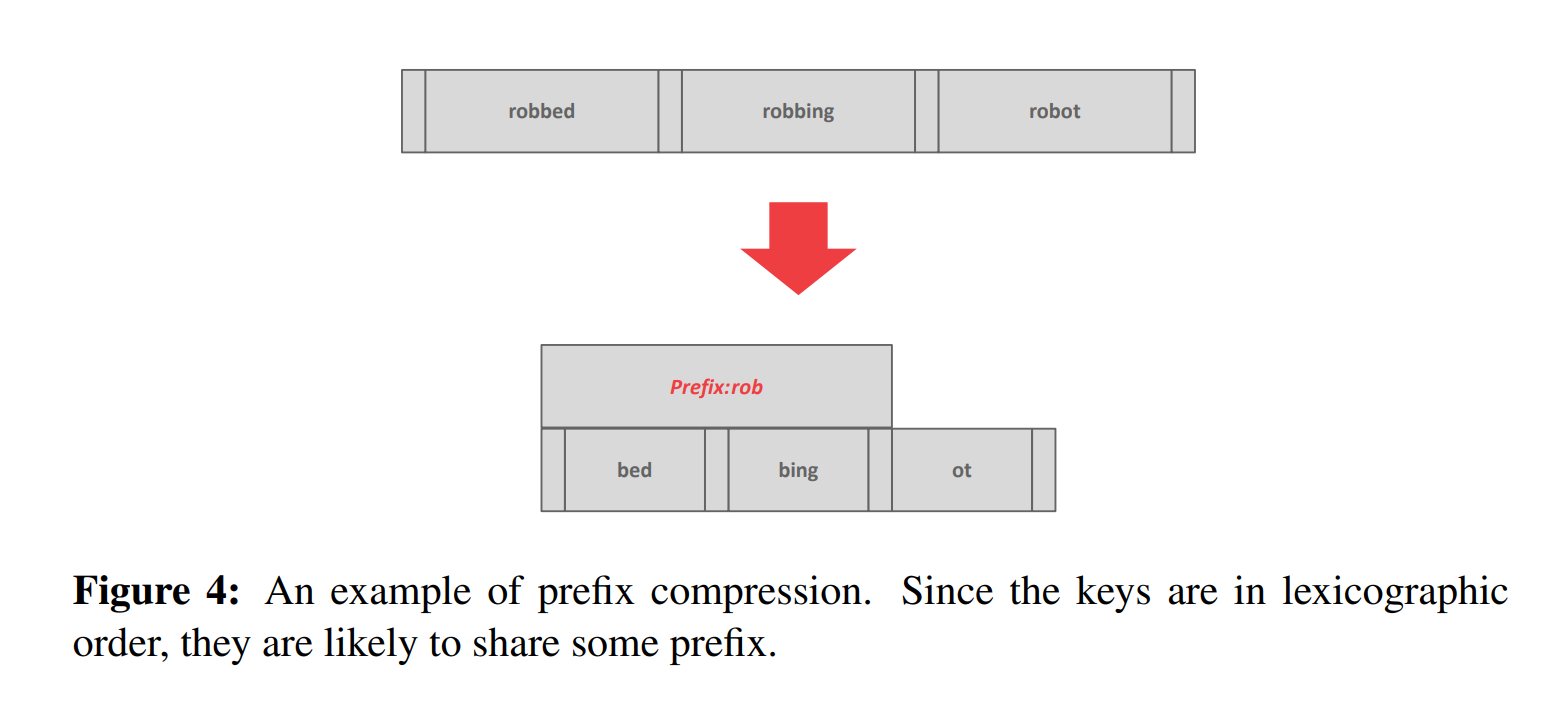 robbed robbing robot
Prefix:rob
bed bing ot
Figure 4: An example of prefix compression. Since the keys are in lexicographic
order, they are likely to share some prefix.